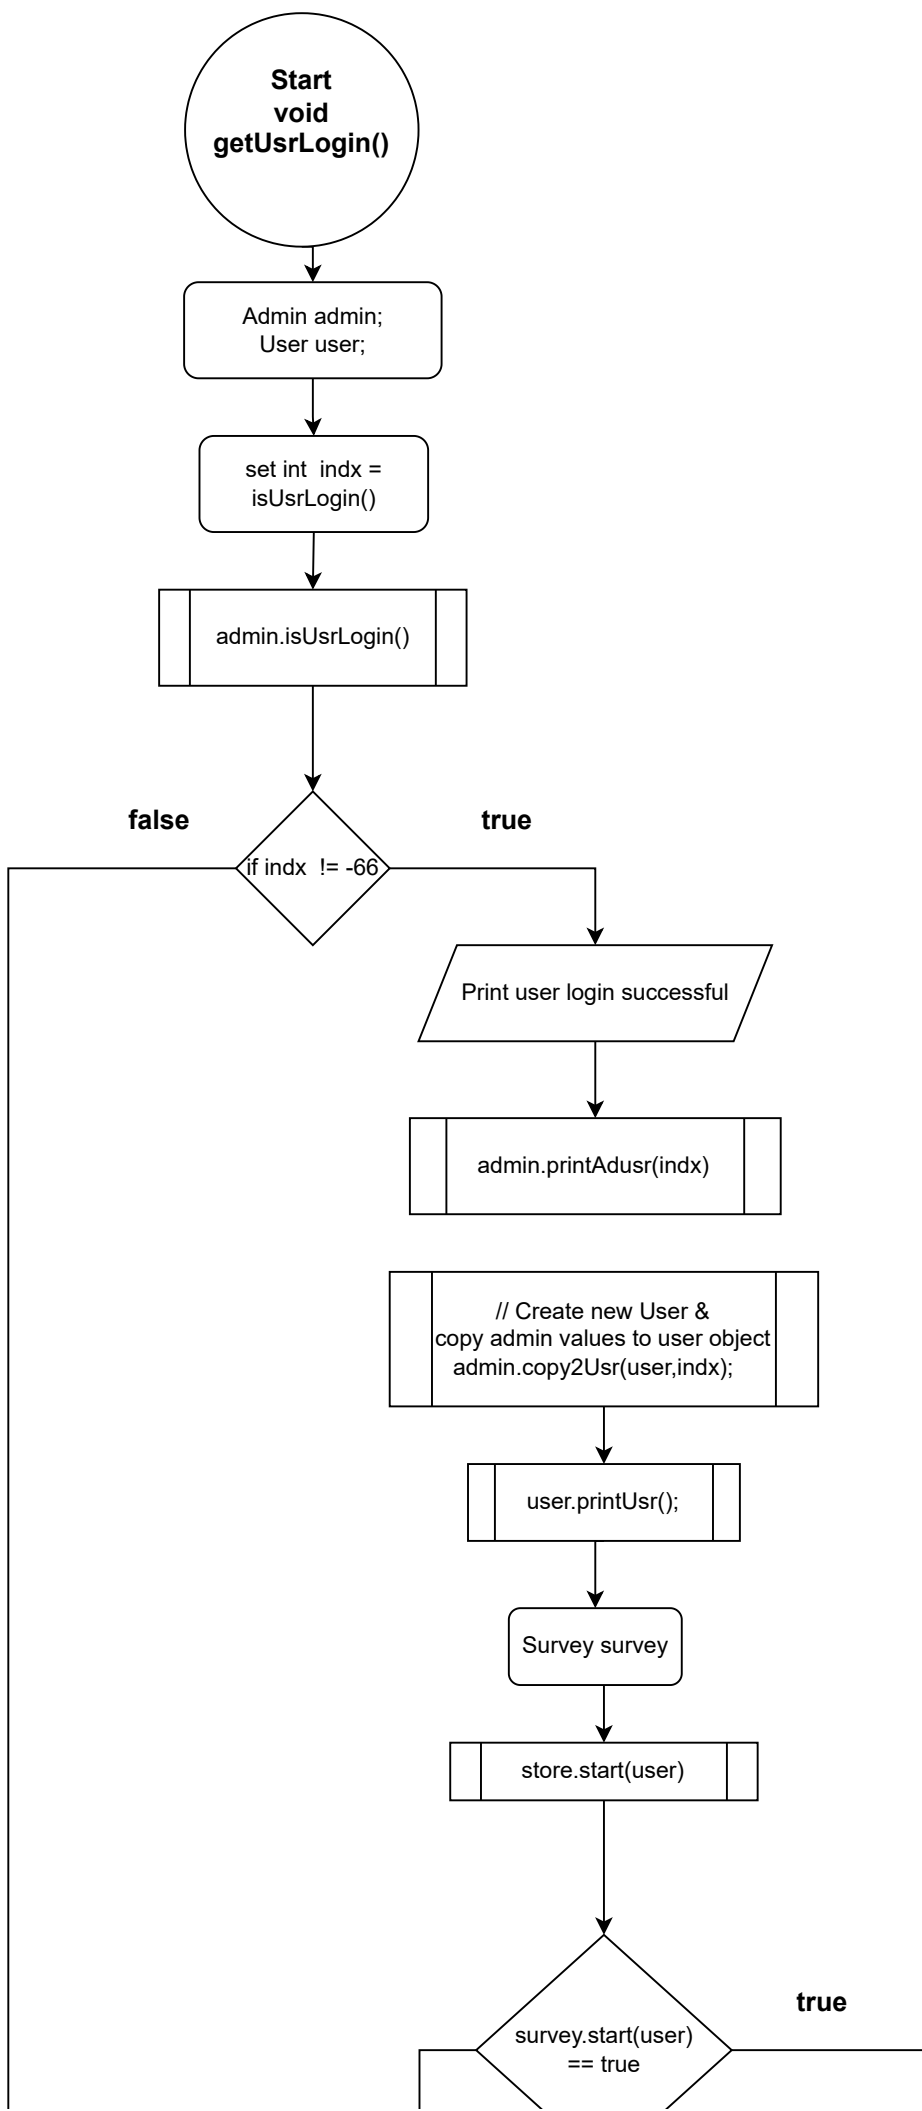 Start
void
getUsrLogin()
Admin admin;
User user;
set int  indx =
isUsrLogin()
admin.isUsrLogin()
false
true
if indx  != -66
Print user login successful
admin.printAdusr(indx)
// Create new User &
copy admin values to user object
admin.copy2Usr(user,indx);
user.printUsr();
Survey survey
store.start(user)
true
survey.start(user)
== true